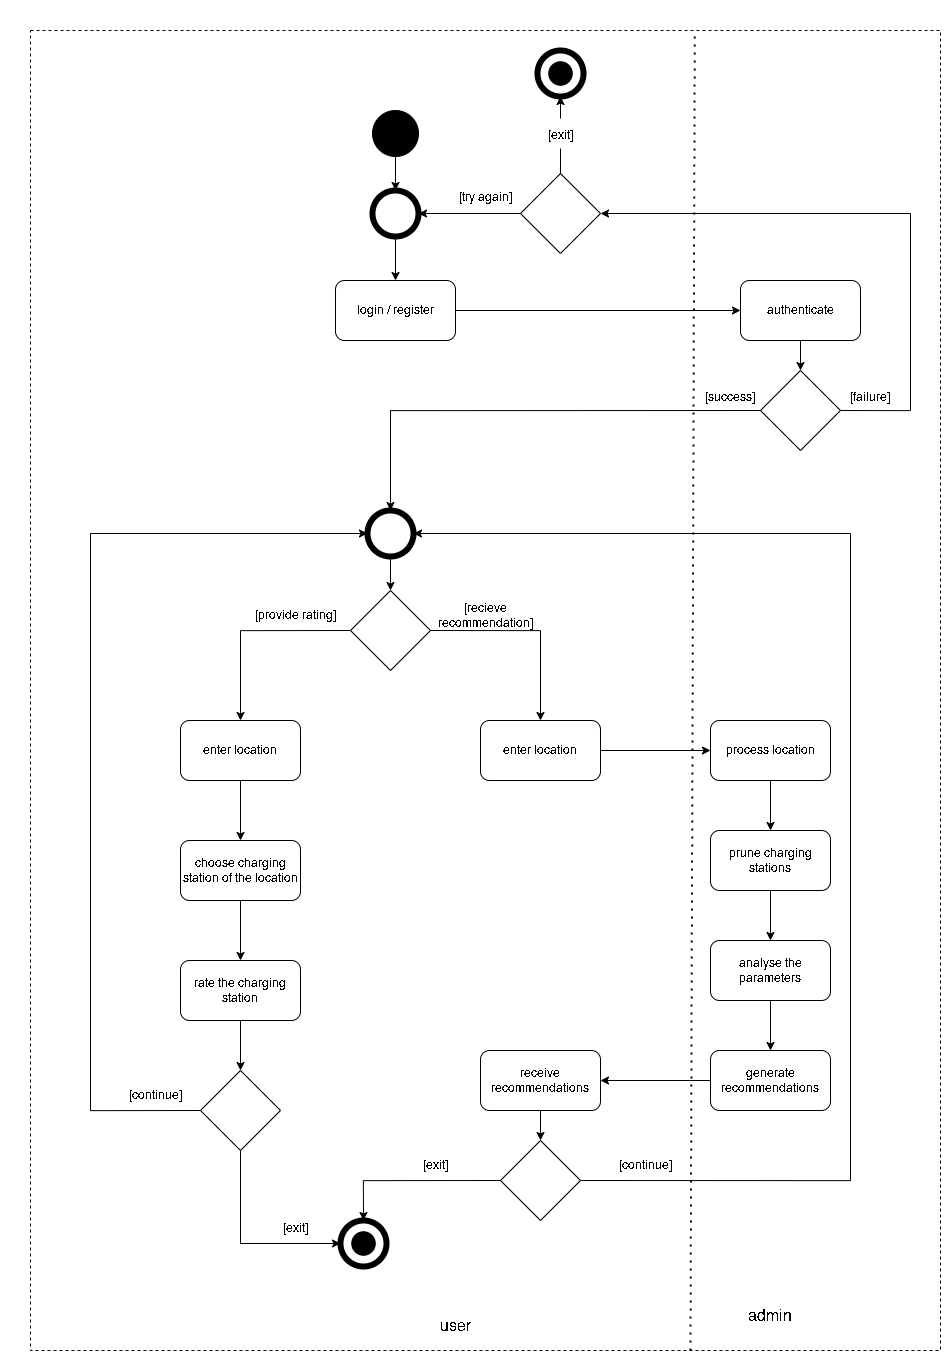 [exit]
[try again]
login / register
authenticate
[success]
[failure]
[provide rating]
[recieve
recommendation]
enter location
enter location
process location
choose charging
station of the location
prune charging
stations
rate the charging
station
analyse the
parameters
receive
recommendations
generate
recommendations
[continue]
[exit]
[continue]
[exit]
user
admin